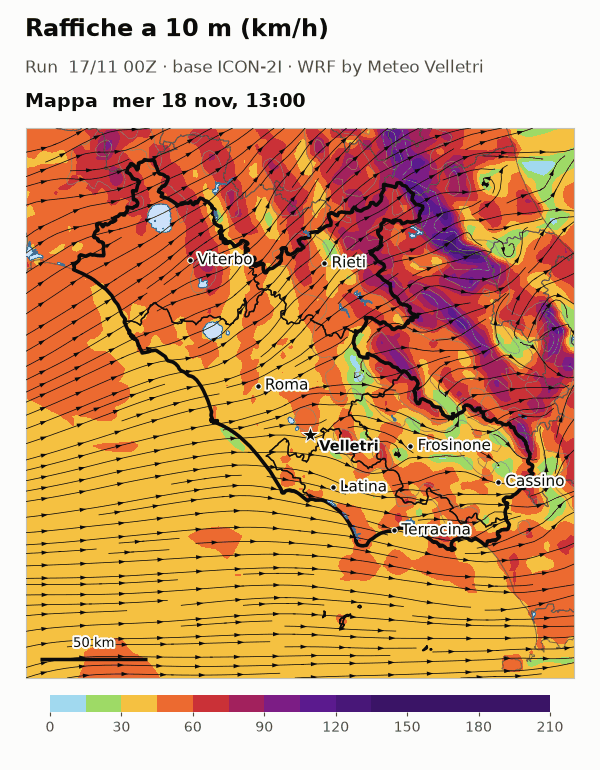 Raffiche a 10 m (km/h)
Run  17/11 00Z · base ICON-2I · WRF by Meteo Velletri
Mappa  mer 18 nov, 13:00
Viterbo
Rieti
Roma
Velletri
Frosinone
Latina
Cassino
Terracina
50 km
0 30 60 90 120 150 180 210